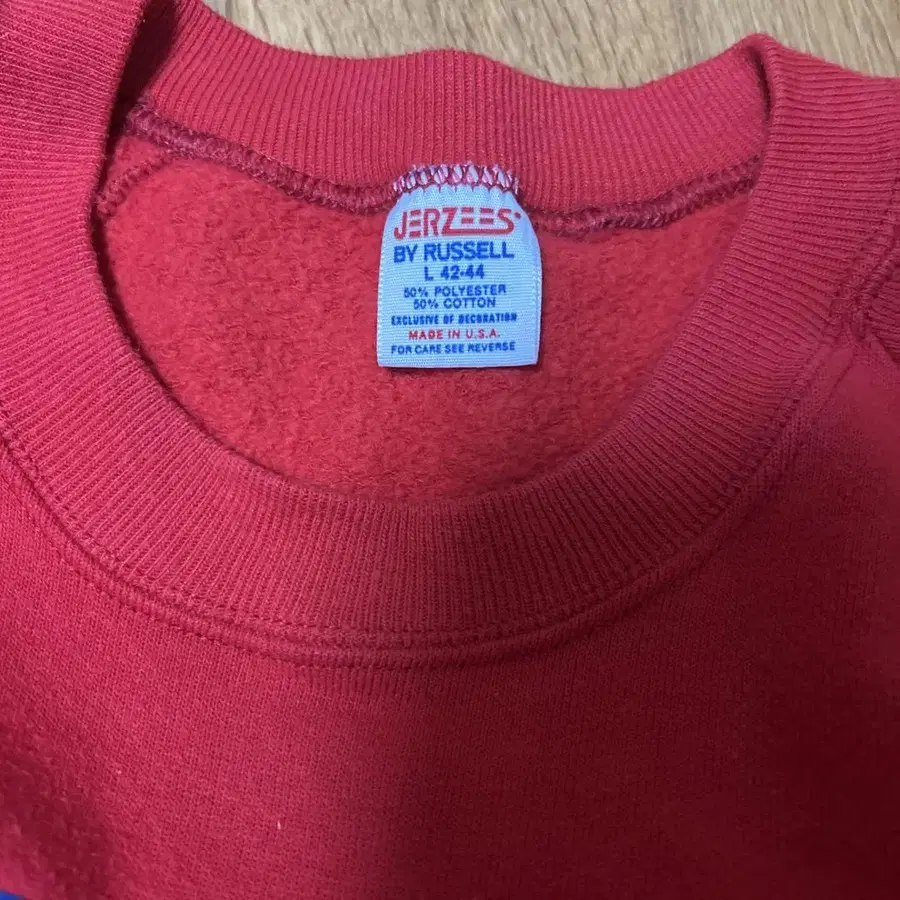 JERZEES
BY RUSSELL
L 42-44
50% POLYESTER
50% COTTON
EXCLUSIVE OF DECORATION
MADE IN U.S.A.
FOR CARE SEE REVERSE